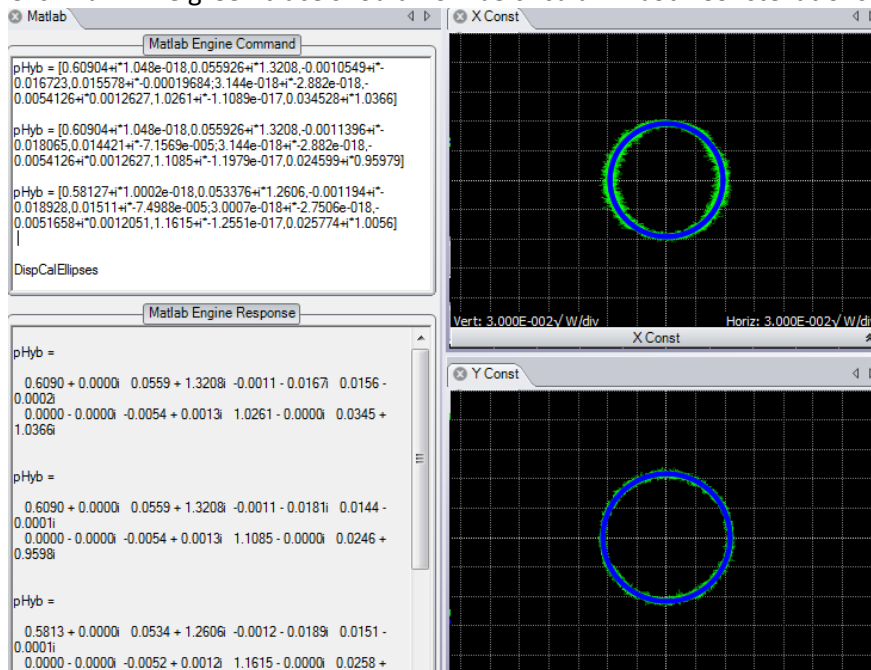 Matlab
Matlab Engine Command
pHyb = [0.60904+i*1.048e-018,0.055926+i*1.3208,-0.0010549+i*-
0.016723,0.015578+i*-0.00019684;3.144e-018+i*-2.882e-018,-
0.0054126+i*0.0012627,1.0261+i*-1.1089e-017,0.034528+i*1.0366]
pHyb = [0.60904+i*1.048e-018,0.055926+i*1.3208,-0.0011396+i*-
0.018065,0.014421+i*-7.1569e-005;3.144e-018+i*-2.882e-018,-
0.0054126+i*0.0012627,1.1085+i*-1.1979e-017,0.024599+i*0.95979]
pHyb = [0.58127+i*1.0002e-018,0.053376+i*1.2606,-0.001194+i*-
0.018928,0.01511+i*-7.4988e-005;3.0007e-018+i*-2.7506e-018,-
0.0051658+i*0.0012051,1.1615+i*-1.2551e-017,0.025774+i*1.0056]
DispCalEllipses
Matlab Engine Response
pHyb =
0.6090 + 0.0000i 0.0559 + 1.3208i -0.0011 - 0.0167i 0.0156 -
0.0002i
0.0000 - 0.0000i -0.0054 + 0.0013i 1.0261 - 0.0000i 0.0345 +
1.0366i
pHyb =
0.6090 + 0.0000i 0.0559 + 1.3208i -0.0011 - 0.0181i 0.0144 -
0.0001i
0.0000 - 0.0000i -0.0054 + 0.0013i 1.1085 - 0.0000i 0.0246 +
0.9598i
pHyb =
0.5813 + 0.0000i 0.0534 + 1.2606i -0.0012 - 0.0189i 0.0151 -
0.0001i
0.0000 - 0.0000i -0.0052 + 0.0012i 1.1615 - 0.0000i 0.0258 +
X Const
Vert: 3.000E-002√ W/div
Horiz: 3.000E-002√ W/div
X Const
Y Const